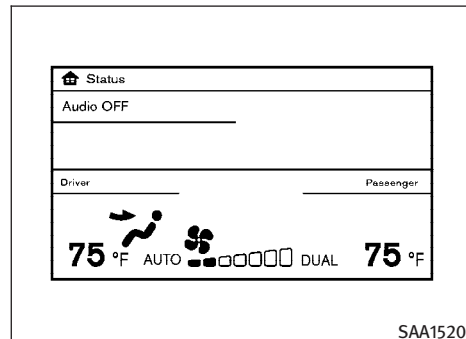 Status
Audio OFF
Driver Passenger
75 °F AUTO DUAL 75 °F
SAA1520